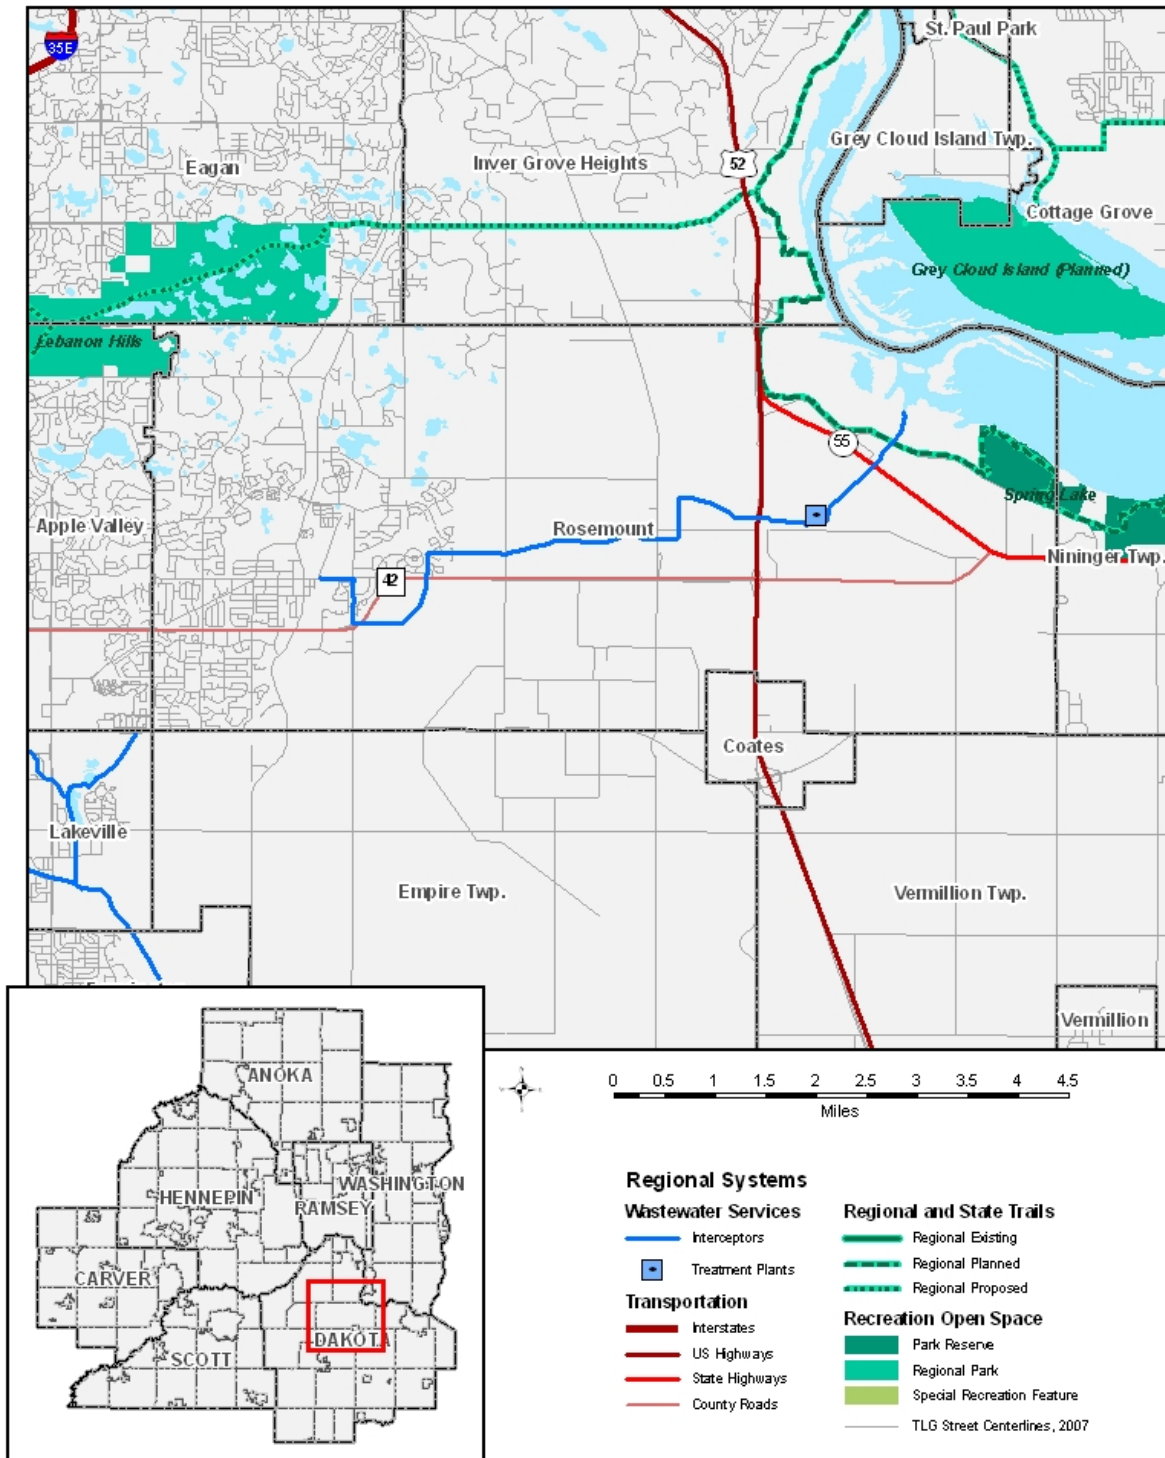 35E
St. Paul Park
Grey Cloud Island Twp.
Eagan
Inver Grove Heights
52
Cottage Grove
Grey Cloud Island (Planned)
Lebanon Hills
55
Apple Valley
Rosemount
Spring Lake
Nininger Twp.
42
Coates
Lakeville
Empire Twp.
Vermillion Twp.
Vermillion
ANOKA
HENNEPIN
WASHINGTON
RAMSEY
CARVER
SCOTT
DAKOTA
0 0.5 1 1.5 2 2.5 3 3.5 4 4.5
Miles
Regional Systems
Wastewater Services
Interceptors
Treatment Plants
Transportation
Interstates
US Highways
State Highways
County Roads
Regional and State Trails
Regional Existing
Regional Planned
Regional Proposed
Recreation Open Space
Park Reserve
Regional Park
Special Recreation Feature
TLG Street Centerlines, 2007